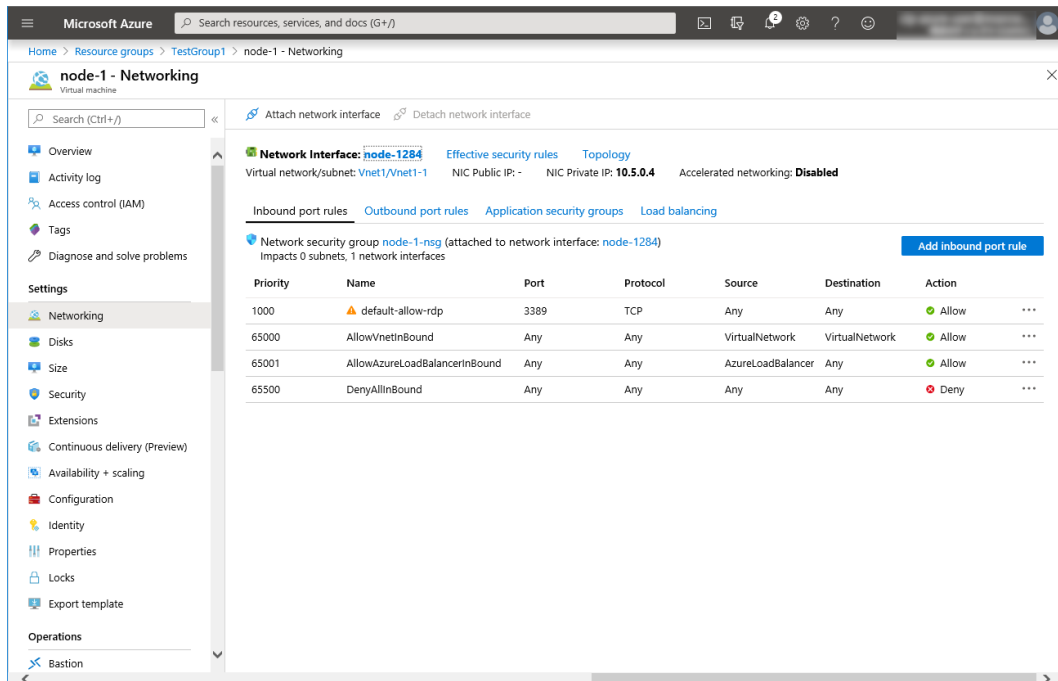 Microsoft Azure
Search resources, services, and docs (G+/)
2
Home > Resource groups > TestGroup1 > node-1 - Networking
node-1 - Networking
Virtual machine
Search (Ctrl+/)
«
Overview
Activity log
Access control (IAM)
Tags
Diagnose and solve problems
Settings
Networking
Disks
Size
Security
Extensions
Continuous delivery (Preview)
Availability + scaling
Configuration
Identity
Properties
Locks
Export template
Operations
Bastion
Attach network interface Detach network interface
Network Interface: node-1284 Effective security rules Topology
Virtual network/subnet: Vnet1/Vnet1-1 NIC Public IP: - NIC Private IP: 10.5.0.4 Accelerated networking: Disabled
Inbound port rules Outbound port rules Application security groups Load balancing
Network security group node-1-nsg (attached to network interface: node-1284)
Impacts 0 subnets, 1 network interfaces
Add inbound port rule
Priority Name Port Protocol Source Destination Action
1000 default-allow-rdp 3389 TCP Any Any Allow ...
65000 AllowVnetInBound Any Any VirtualNetwork VirtualNetwork Allow ...
65001 AllowAzureLoadBalancerInBound Any Any AzureLoadBalancer Any Allow ...
65500 DenyAllInBound Any Any Any Any Deny ...